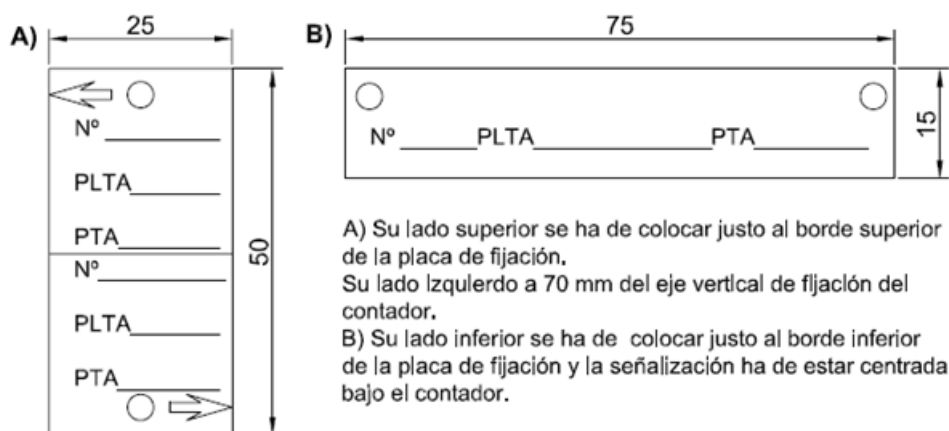 A)
25
Nº
PLTA
PTA
Nº
PLTA
PTA
50
B)
75
Nº PLTA PTA
15
A) Su lado superior se ha de colocar justo al borde superior
de la placa de fijación.
Su lado izquierdo a 70 mm del eje vertical de fijación del
contador.
B) Su lado inferior se ha de colocar justo al borde inferior
de la placa de fijación y la señalización ha de estar centrada
bajo el contador.